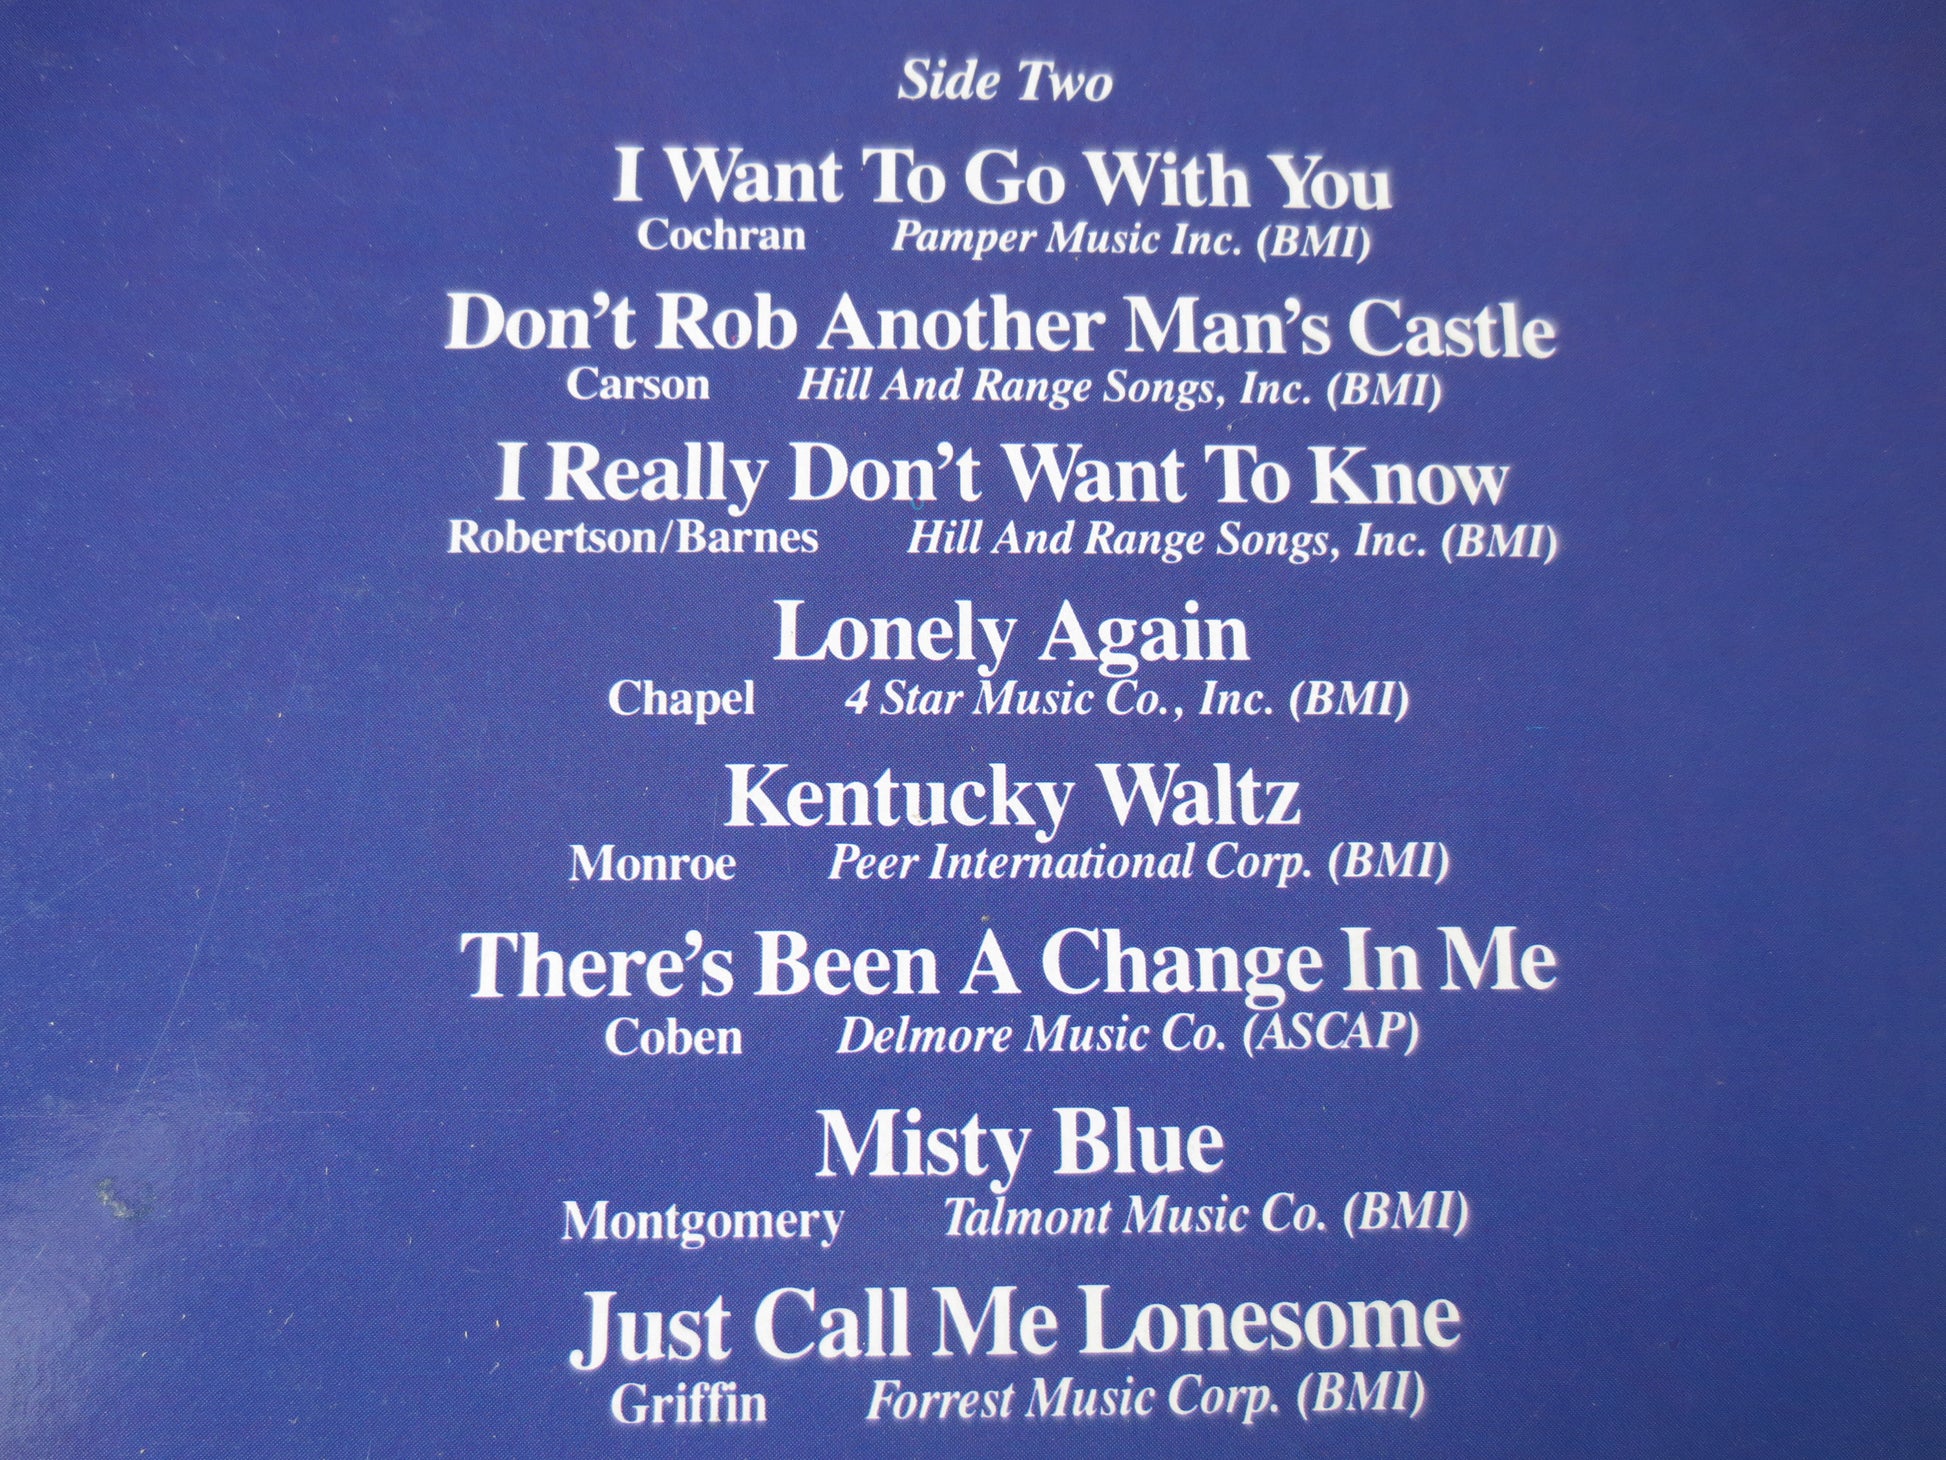 Side Two
I Want To Go With You
Cochran Pamper Music Inc. (BMI)
Don't Rob Another Man's Castle
Carson Hill And Range Songs, Inc. (BMI)
I Really Don't Want To Know
Robertson/Barnes Hill And Range Songs, Inc. (BMI)
Lonely Again
Chapel 4 Star Music Co., Inc. (BMI)
Kentucky Waltz
Monroe Peer International Corp. (BMI)
There's Been A Change In Me
Coben Delmore Music Co. (ASCAP)
Misty Blue
Montgomery Talmont Music Co. (BMI)
Just Call Me Lonesome
Griffin Forrest Music Corp. (BMI)